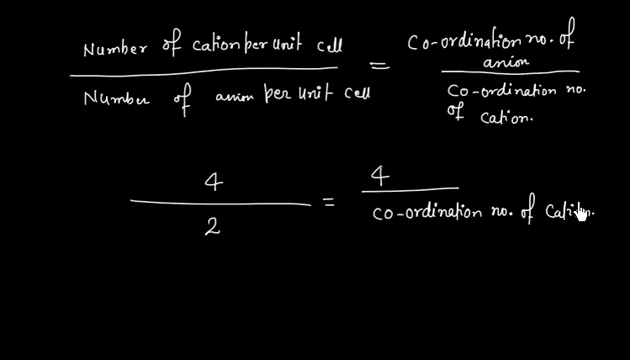 Number of cation per unit cell
Number of anion per unit cell
=
Co-ordination no. of
anion
Co-ordination no.
of cation.
4
2
=
4
co-ordination no. of cation.